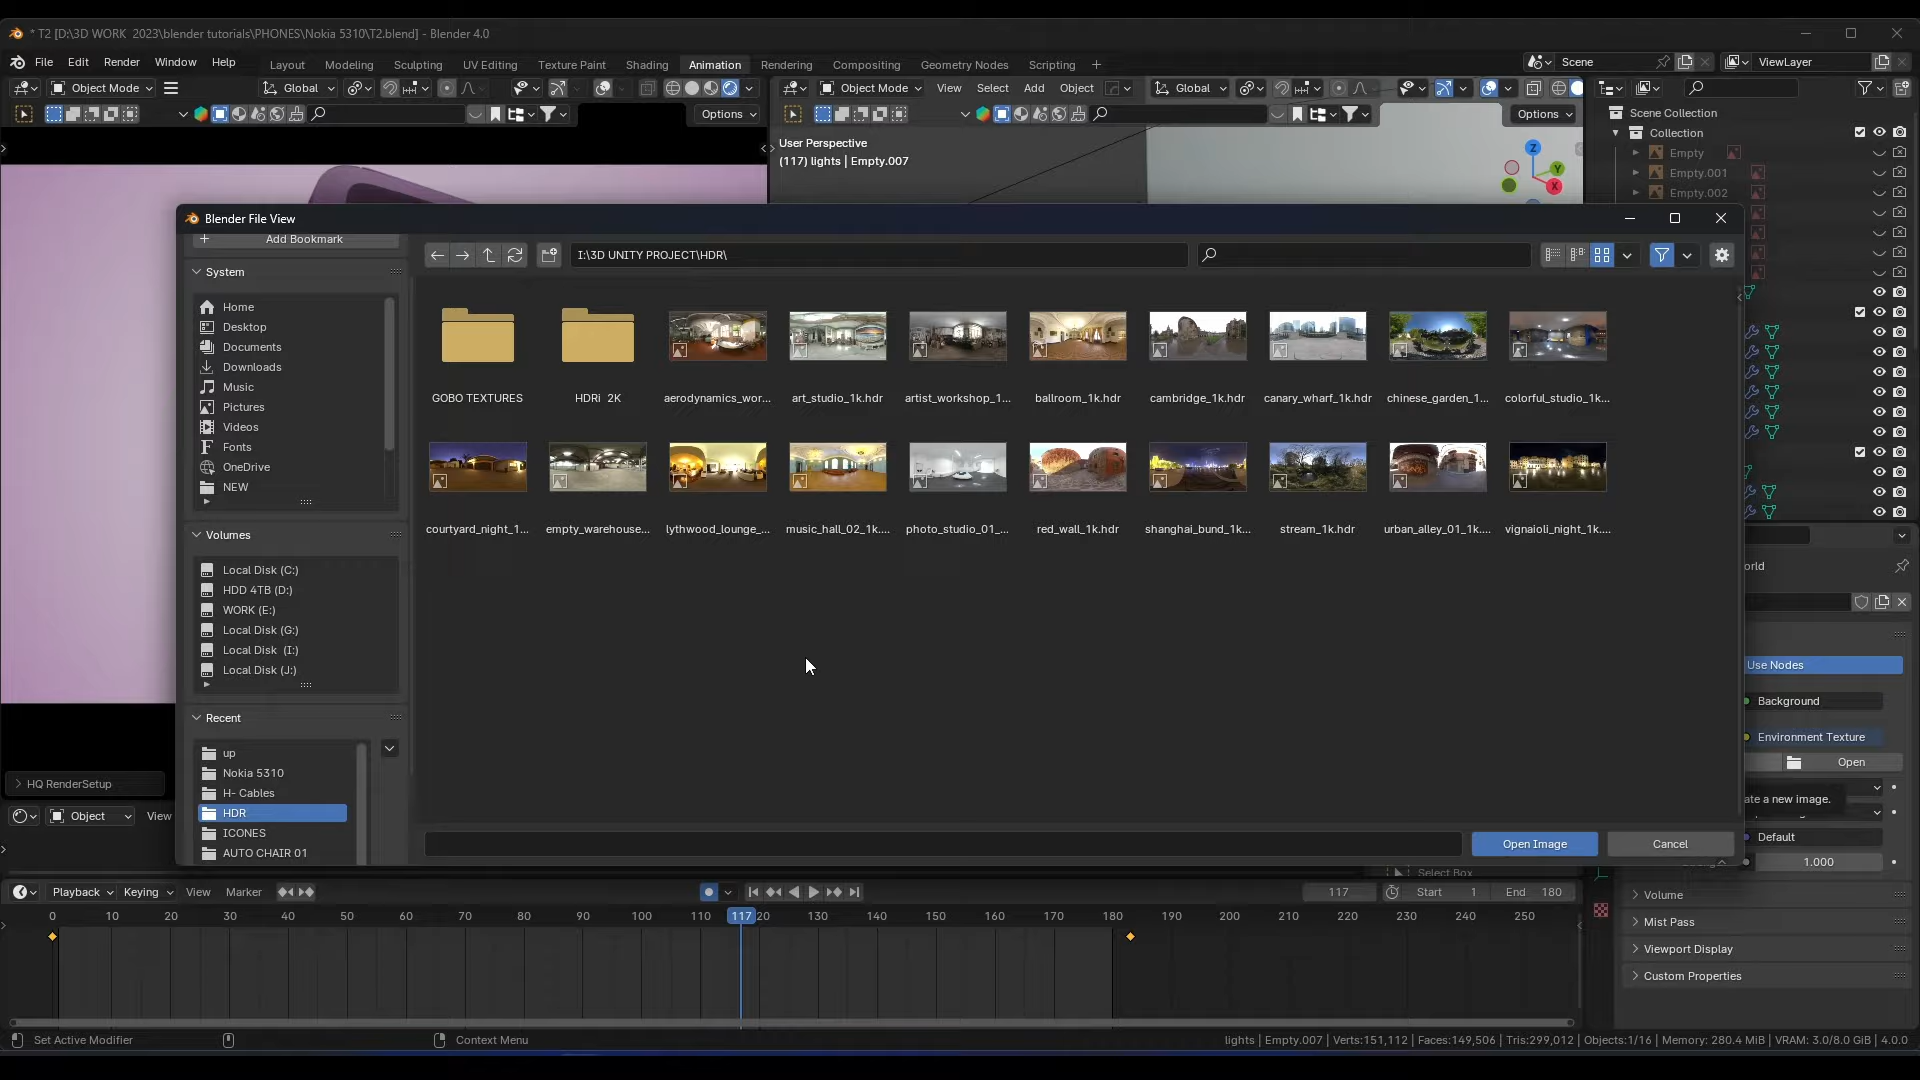 * T2 [D:\3D WORK  2023\blender tutorials\PHONES\Nokia 5310\T2.blend] - Blender 4.0
File Edit Render Window Help
Layout Modeling Sculpting UV Editing Texture Paint Shading Animation Rendering Compositing Geometry Nodes Scripting +
Scene ViewLayer
Object Mode Global
Object Mode View Select Add Object Global
Options
Options
User Perspective
(117) lights | Empty.007
Z
Y
X
Scene Collection
Collection
Empty
Empty.001
Empty.002
Blender File View
Add Bookmark
I:\3D UNITY PROJECT\HDR\
System
Home
Desktop
Documents
Downloads
Music
Pictures
Videos
Fonts
OneDrive
NEW
Volumes
Local Disk (C:)
HDD 4TB (D:)
WORK (E:)
Local Disk (G:)
Local Disk  (I:)
Local Disk (J:)
Recent
up
Nokia 5310
H- Cables
HDR
ICONES
AUTO CHAIR 01
GOBO TEXTURES HDRi  2K aerodynamics_wor... art_studio_1k.hdr artist_workshop_1... ballroom_1k.hdr cambridge_1k.hdr canary_wharf_1k.hdr chinese_garden_1... colorful_studio_1k...
courtyard_night_1... empty_warehouse... lythwood_lounge_... music_hall_02_1k.... photo_studio_01_... red_wall_1k.hdr shanghai_bund_1k... stream_1k.hdr urban_alley_01_1k.... vignaioli_night_1k....
Open Image Cancel
orld
Use Nodes
Background
Environment Texture
Open
ate a new image.
Default
1.000
Volume
Mist Pass
Viewport Display
Custom Properties
HQ RenderSetup
Object View
Select Box
Playback Keying View Marker
117 Start 1 End 180
0 10 20 30 40 50 60 70 80 90 100 110 117 20 130 140 150 160 170 180 190 200 210 220 230 240 250
Set Active Modifier
Context Menu
lights | Empty.007 | Verts:151,112 | Faces:149,506 | Tris:299,012 | Objects:1/16 | Memory: 280.4 MiB | VRAM: 3.0/8.0 GiB | 4.0.0